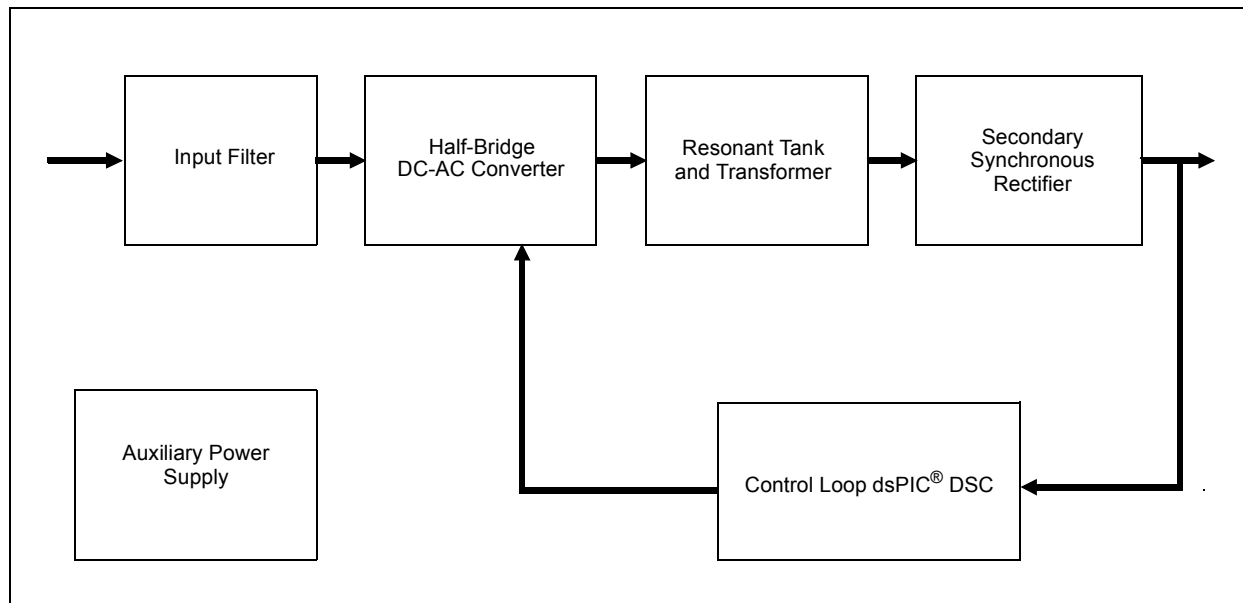 Input Filter
Half-Bridge
DC-AC Converter
Resonant Tank
and Transformer
Secondary
Synchronous
Rectifier
Auxiliary Power
Supply
Control Loop dsPIC® DSC